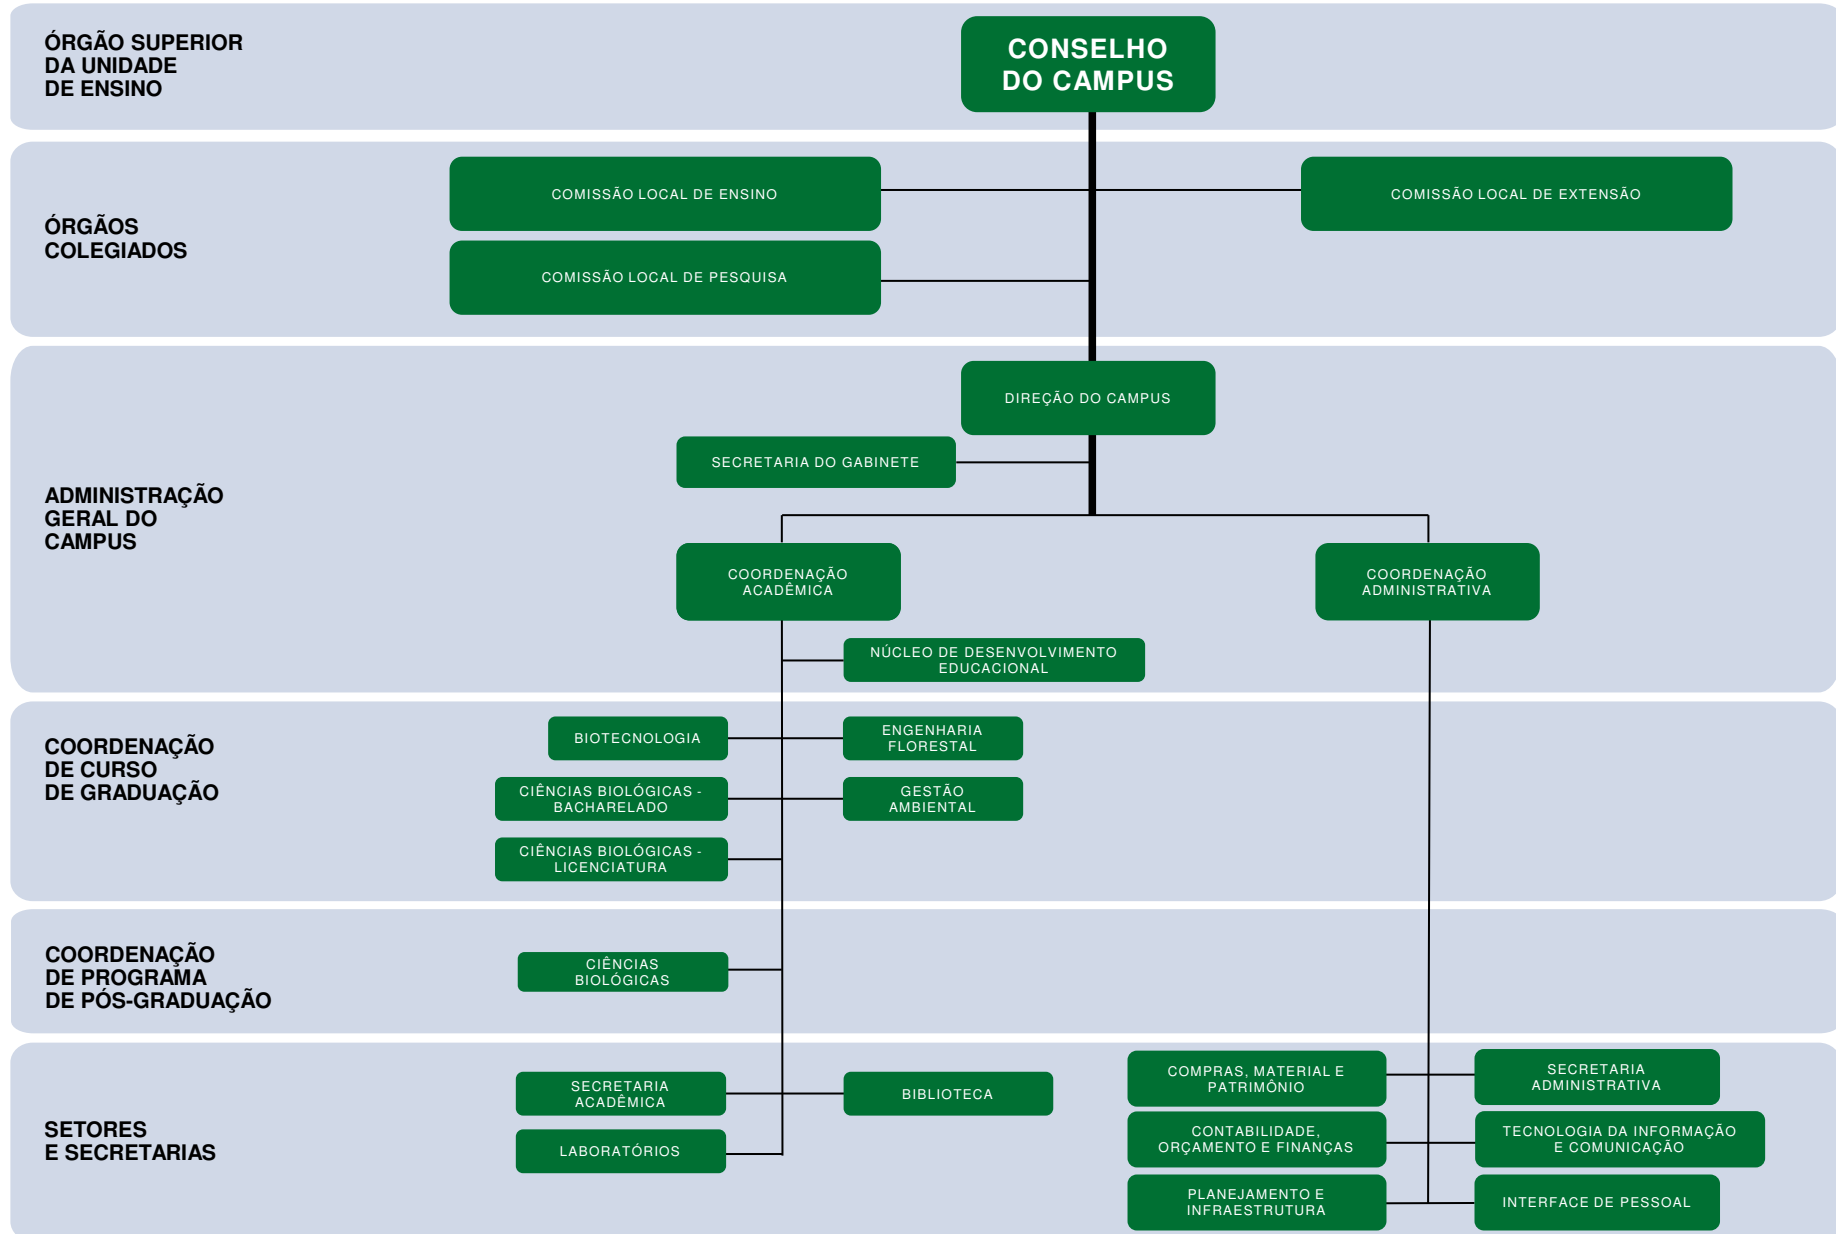 ÓRGÃO SUPERIOR
DA UNIDADE
DE ENSINO
CONSELHO
DO CAMPUS
ÓRGÃOS
COLEGIADOS
COMISSÃO LOCAL DE ENSINO
COMISSÃO LOCAL DE EXTENSÃO
COMISSÃO LOCAL DE PESQUISA
ADMINISTRAÇÃO
GERAL DO
CAMPUS
DIREÇÃO DO CAMPUS
SECRETARIA DO GABINETE
COORDENAÇÃO
ACADÊMICA
COORDENAÇÃO
ADMINISTRATIVA
NÚCLEO DE DESENVOLVIMENTO
EDUCACIONAL
COORDENAÇÃO
DE CURSO
DE GRADUAÇÃO
BIOTECNOLOGIA
ENGENHARIA
FLORESTAL
CIÊNCIAS BIOLÓGICAS -
BACHARELADO
GESTÃO
AMBIENTAL
CIÊNCIAS BIOLÓGICAS -
LICENCIATURA
COORDENAÇÃO
DE PROGRAMA
DE PÓS-GRADUAÇÃO
CIÊNCIAS
BIOLÓGICAS
SETORES
E SECRETARIAS
SECRETARIA
ACADÊMICA
BIBLIOTECA
LABORATÓRIOS
COMPRAS, MATERIAL E
PATRIMÔNIO
SECRETARIA
ADMINISTRATIVA
CONTABILIDADE,
ORÇAMENTO E FINANÇAS
TECNOLOGIA DA INFORMAÇÃO
E COMUNICAÇÃO
PLANEJAMENTO E
INFRAESTRUTURA
INTERFACE DE PESSOAL